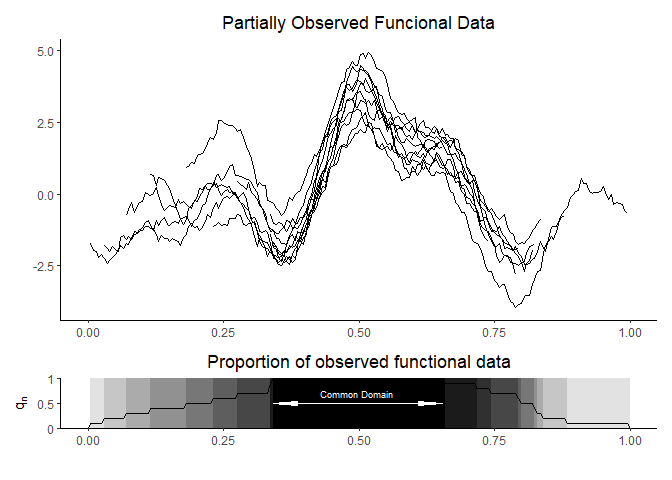 Partially Observed Funcional Data
5.0
2.5
0.0
-2.5
0.00 0.25 0.50 0.75 1.00
Proportion of observed functional data
1
0.5
0
qn
Common Domain
0.00 0.25 0.50 0.75 1.00